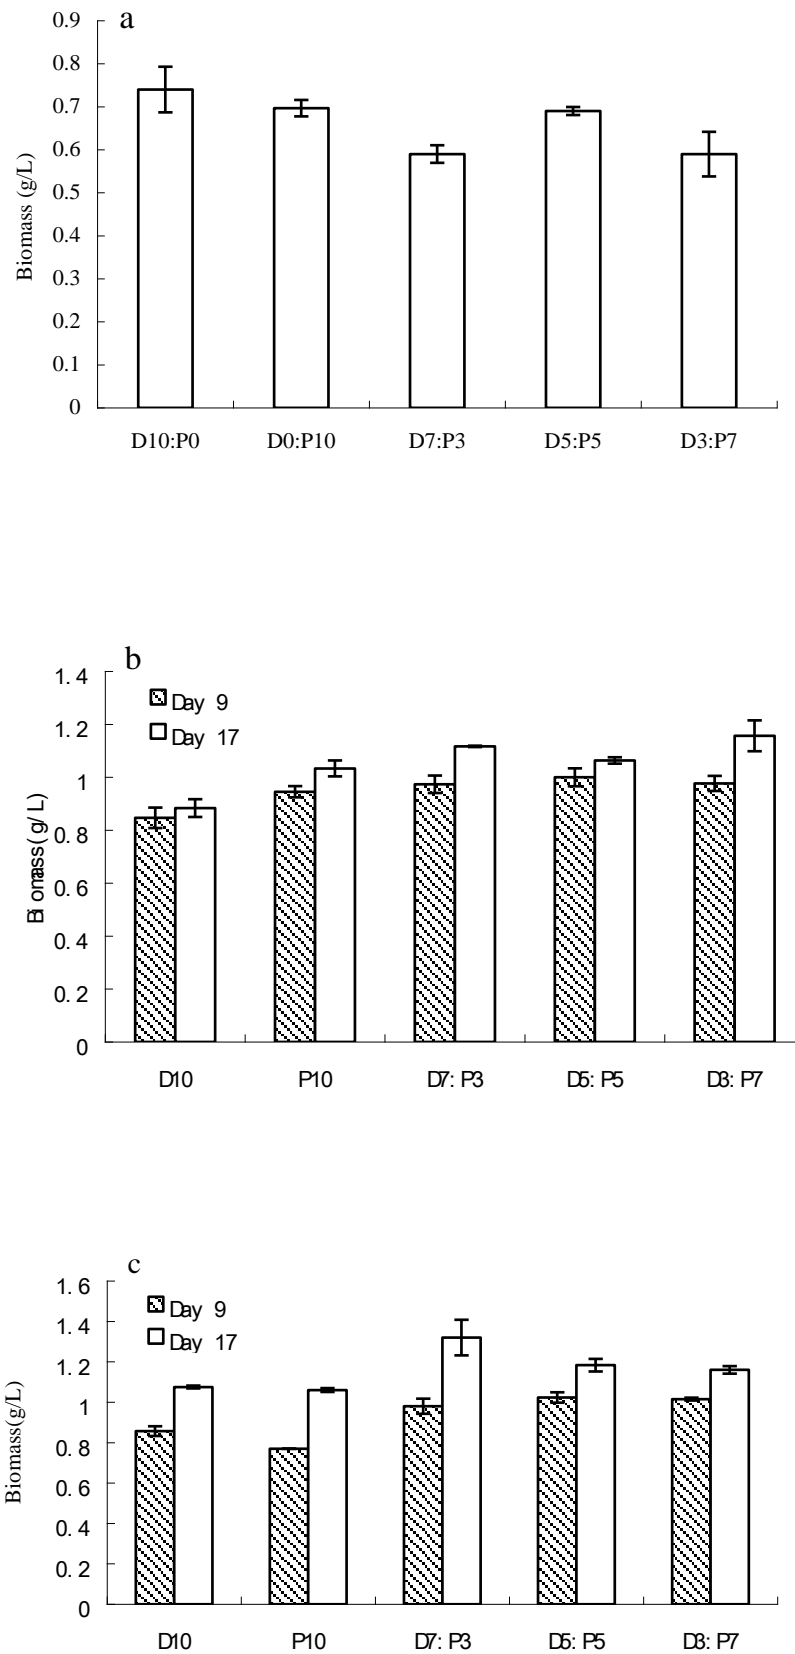 a
0.9
0.8
0.7
0.6
0.5
0.4
0.3
0.2
0.1
0
Biomass (g/L)
D10:P0 D0:P10 D7:P3 D5:P5 D3:P7
b
1.4
1.2
1
0.8
0.6
0.4
0.2
0
Biomass(g/L)
Day 9
Day 17
D10 P10 D7:P3 D5:P5 D3:P7
c
1.6
1.4
1.2
1
0.8
0.6
0.4
0.2
0
Biomass(g/L)
Day 9
Day 17
D10 P10 D7:P3 D5:P5 D3:P7